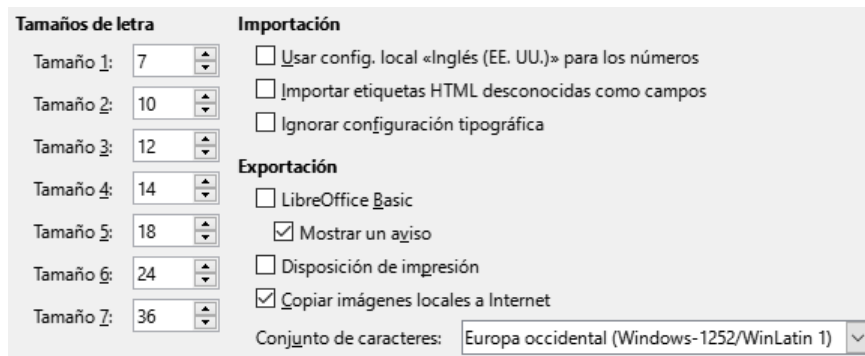 Tamaños de letra
Tamaño 1: 7
Tamaño 2: 10
Tamaño 3: 12
Tamaño 4: 14
Tamaño 5: 18
Tamaño 6: 24
Tamaño 7: 36
Importación
Usar config. local «Inglés (EE. UU.)» para los números
Importar etiquetas HTML desconocidas como campos
Ignorar configuración tipográfica
Exportación
LibreOffice Basic
Mostrar un aviso
Disposición de impresión
Copiar imágenes locales a Internet
Conjunto de caracteres: Europa occidental (Windows-1252/WinLatin 1)